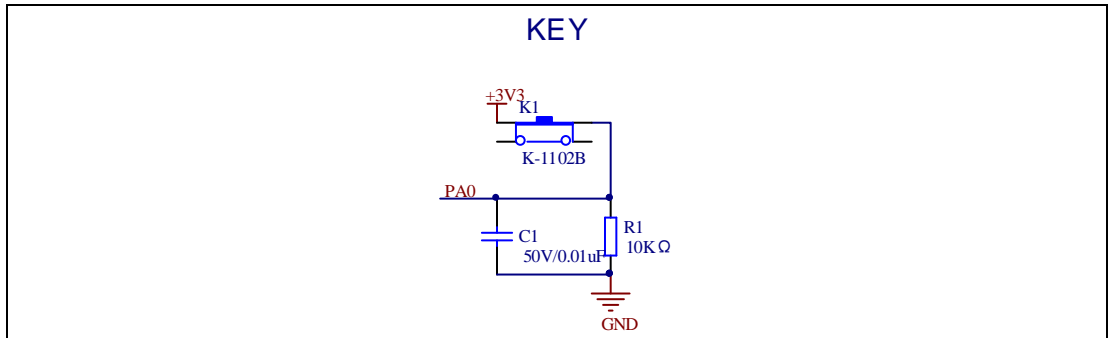 KEY
+3V3
K1
K-1102B
PA0
C1
50V/0.01uF
R1
10KΩ
GND